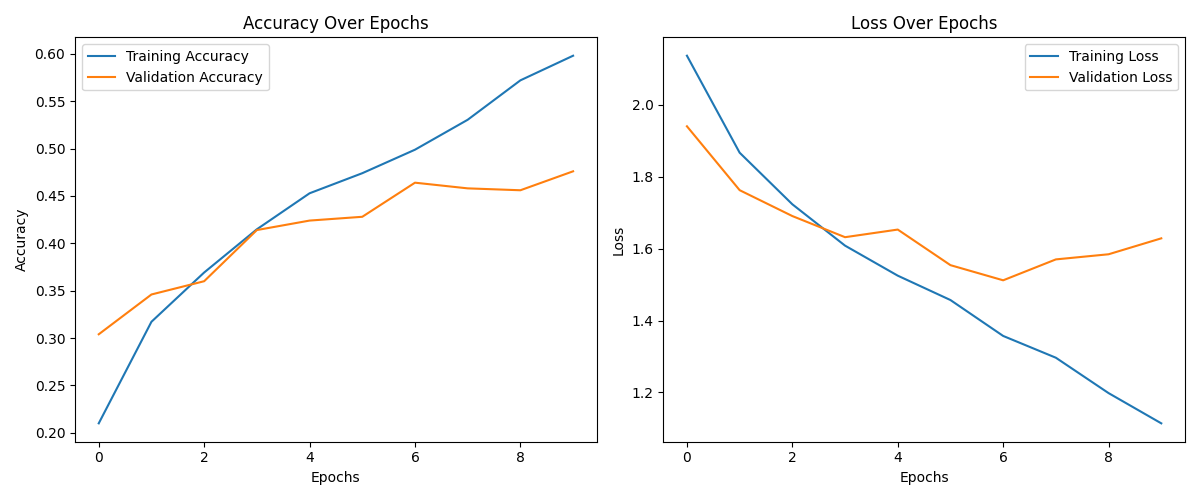 Accuracy Over Epochs
Training Accuracy
Validation Accuracy
Accuracy
0.60
0.55
0.50
0.45
0.40
0.35
0.30
0.25
0.20
0 2 4 6 8
Epochs
Loss Over Epochs
Training Loss
Validation Loss
Loss
2.0
1.8
1.6
1.4
1.2
0 2 4 6 8
Epochs